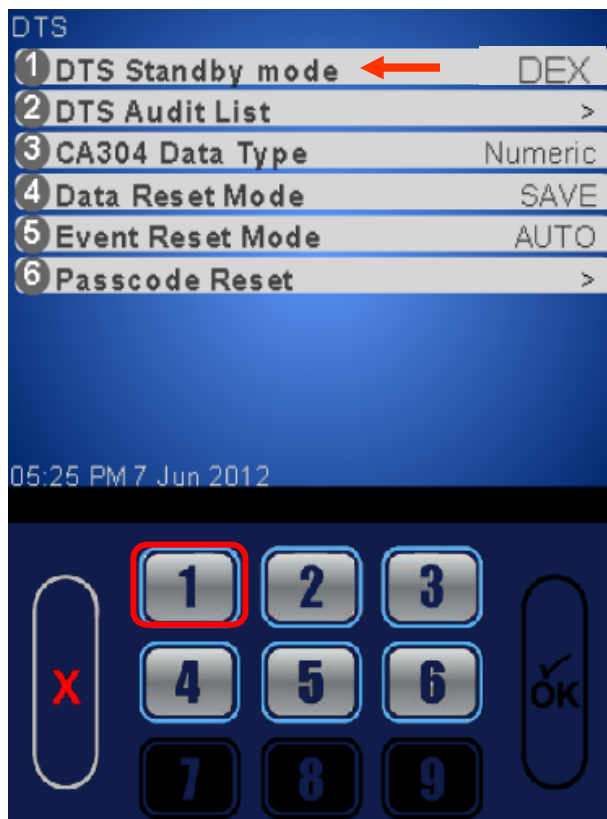 DTS
1 DTS Standby mode DEX
2 DTS Audit List >
3 CA304 Data Type Numeric
4 Data Reset Mode SAVE
5 Event Reset Mode AUTO
6 Passcode Reset >
05:25 PM 7 Jun 2012
1 2 3
X 4 5 6 OK
7 8 9